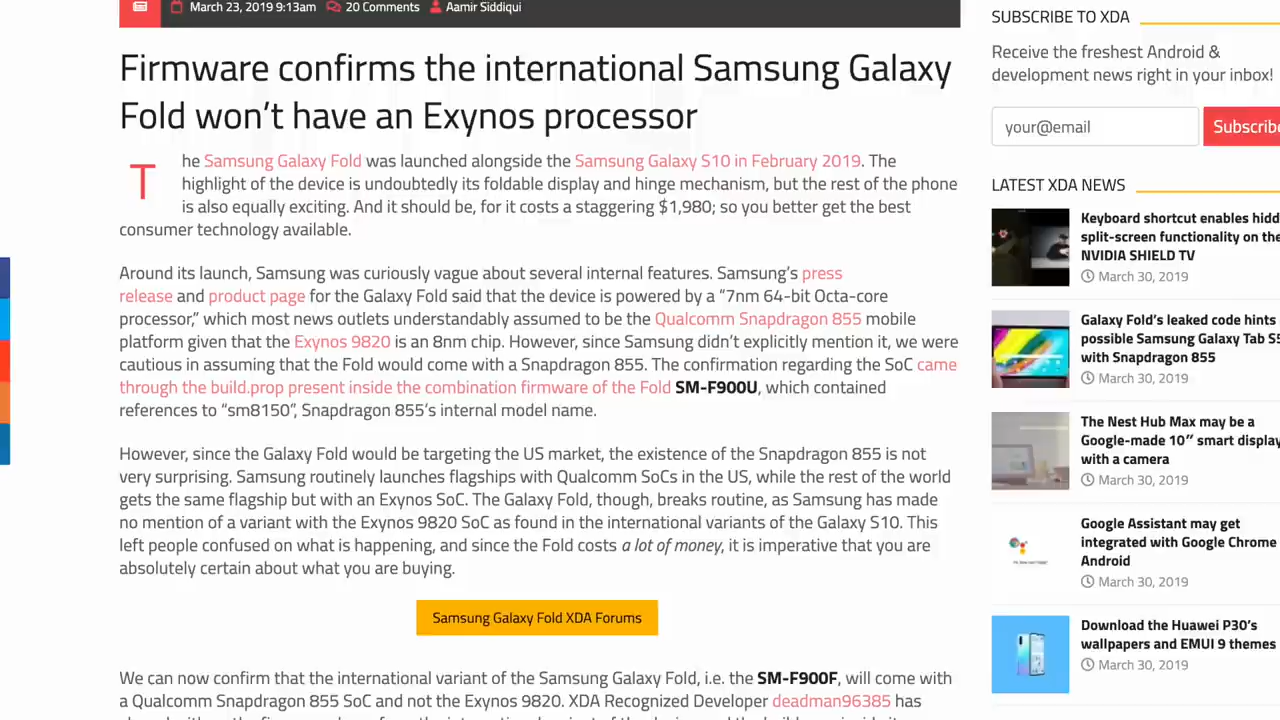 March 23, 2019 9:13am 20 Comments Aamir Siddiqui
Firmware confirms the international Samsung Galaxy
Fold won't have an Exynos processor
The Samsung Galaxy Fold was launched alongside the Samsung Galaxy S10 in February 2019. The
highlight of the device is undoubtedly its foldable display and hinge mechanism, but the rest of the phone
is also equally exciting. And it should be, for it costs a staggering $1,980; so you better get the best
consumer technology available.
Around its launch, Samsung was curiously vague about several internal features. Samsung's press
release and product page for the Galaxy Fold said that the device is powered by a "7nm 64-bit Octa-core
processor," which most news outlets understandably assumed to be the Qualcomm Snapdragon 855 mobile
platform given that the Exynos 9820 is an 8nm chip. However, since Samsung didn't explicitly mention it, we were
cautious in assuming that the Fold would come with a Snapdragon 855. The confirmation regarding the SoC came
through the build.prop present inside the combination firmware of the Fold SM-F900U, which contained
references to "sm8150", Snapdragon 855's internal model name.
However, since the Galaxy Fold would be targeting the US market, the existence of the Snapdragon 855 is not
very surprising. Samsung routinely launches flagships with Qualcomm SoCs in the US, while the rest of the world
gets the same flagship but with an Exynos SoC. The Galaxy Fold, though, breaks routine, as Samsung has made
no mention of a variant with the Exynos 9820 SoC as found in the international variants of the Galaxy S10. This
left people confused on what is happening, and since the Fold costs a lot of money, it is imperative that you are
absolutely certain about what you are buying.
Samsung Galaxy Fold XDA Forums
We can now confirm that the international variant of the Samsung Galaxy Fold, i.e. the SM-F900F, will come with
a Qualcomm Snapdragon 855 SoC and not the Exynos 9820. XDA Recognized Developer deadman96385 has
SUBSCRIBE TO XDA
Receive the freshest Android &
development news right in your inbox!
your@email Subscribe
LATEST XDA NEWS
Keyboard shortcut enables hidd
split-screen functionality on the
NVIDIA SHIELD TV
March 30, 2019
Galaxy Fold's leaked code hints
possible Samsung Galaxy Tab S5
with Snapdragon 855
March 30, 2019
The Nest Hub Max may be a
Google-made 10″ smart display
with a camera
March 30, 2019
Google Assistant may get
integrated with Google Chrome
Android
March 30, 2019
Download the Huawei P30's
wallpapers and EMUI 9 themes
March 30, 2019